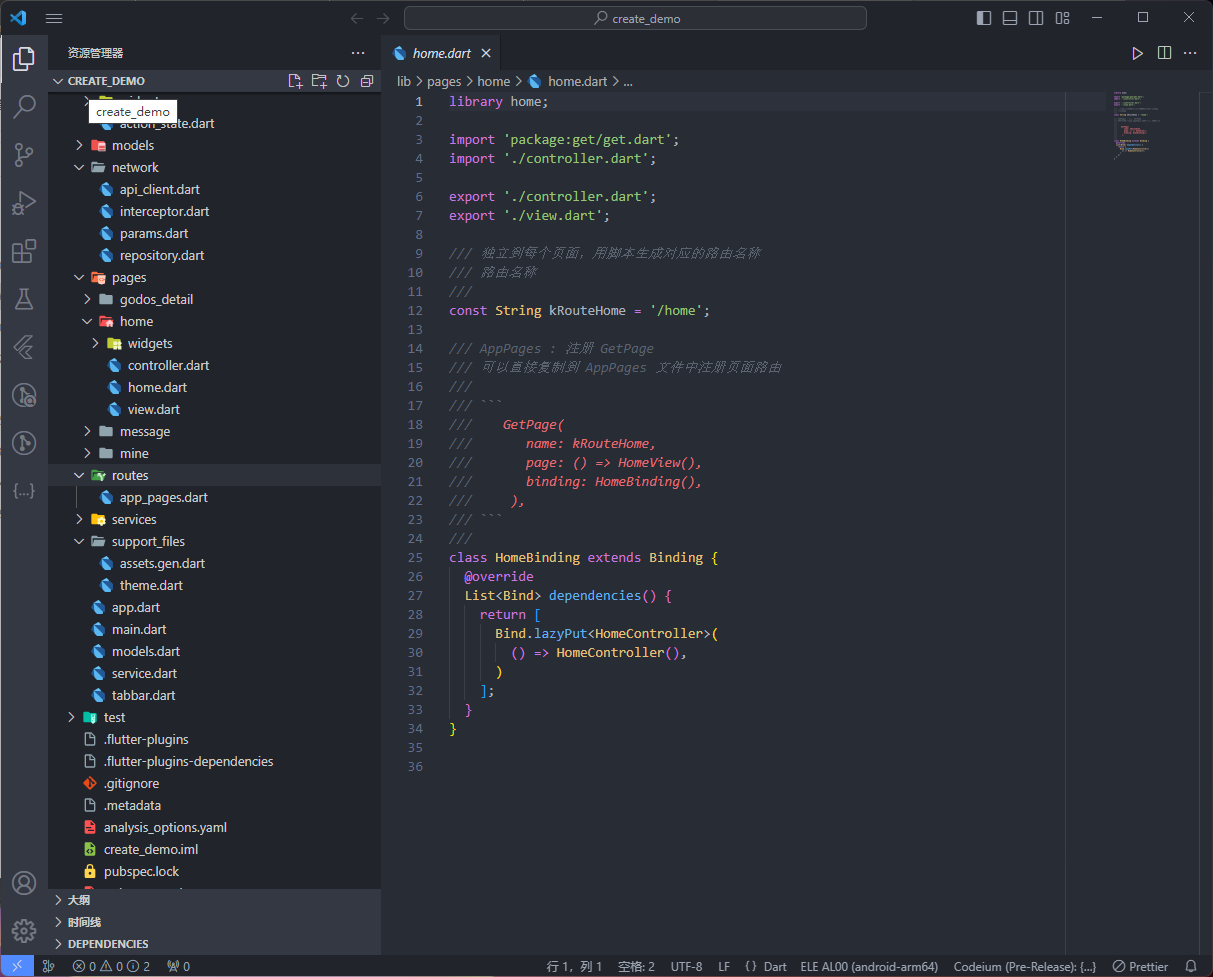 create_demo
资源管理器
CREATE_DEMO
create_demo
action_state.dart
models
network
api_client.dart
interceptor.dart
params.dart
repository.dart
pages
godos_detail
home
widgets
controller.dart
home.dart
view.dart
message
mine
routes
app_pages.dart
services
support_files
assets.gen.dart
theme.dart
app.dart
main.dart
models.dart
service.dart
tabbar.dart
test
.flutter-plugins
.flutter-plugins-dependencies
.gitignore
.metadata
analysis_options.yaml
create_demo.iml
pubspec.lock
大纲
时间线
DEPENDENCIES
home.dart
lib > pages > home > home.dart > ...
1 library home;
2
3 import 'package:get/get.dart';
4 import './controller.dart';
5
6 export './controller.dart';
7 export './view.dart';
8
9 /// 独立到每个页面，用脚本生成对应的路由名称
10 /// 路由名称
11 ///
12 const String kRouteHome = '/home';
13
14 /// AppPages : 注册 GetPage
15 /// 可以直接复制到 AppPages 文件中注册页面路由
16 ///
17 /// ```
18 /// GetPage(
19 /// name: kRouteHome,
20 /// page: () => HomeView(),
21 /// binding: HomeBinding(),
22 /// ),
23 /// ```
24 ///
25 class HomeBinding extends Binding {
26 @override
27 List<Bind> dependencies() {
28 return [
29 Bind.lazyPut<HomeController>(
30 () => HomeController(),
31 )
32 ];
33 }
34 }
35
36
0 0 2 0 行 1，列 1 空格: 2 UTF-8 LF {} Dart ELE AL00 (android-arm64) Codeium (Pre-Release): {...} Prettier